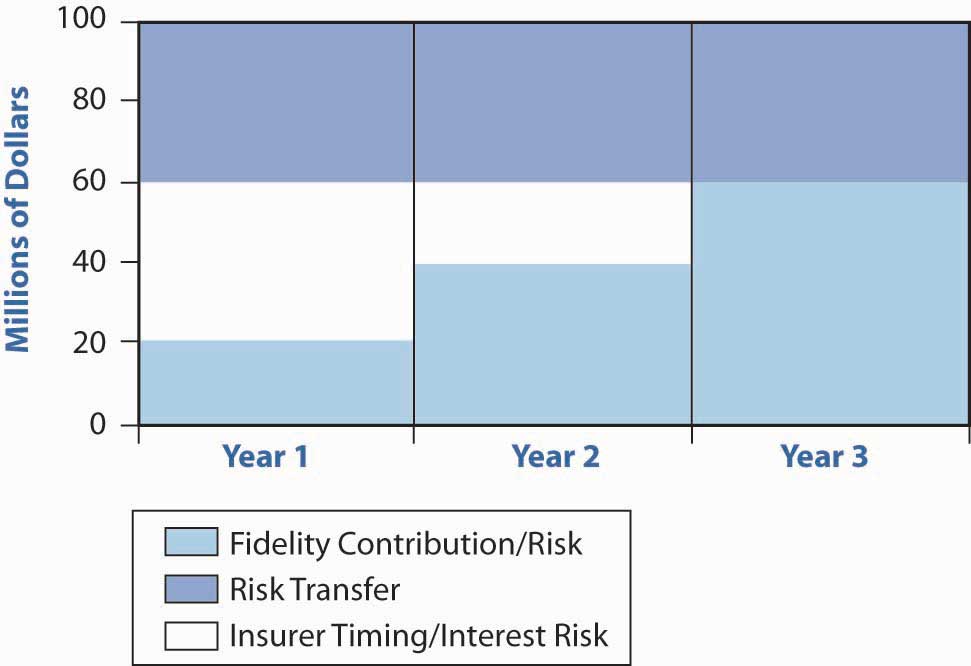 Millions of Dollars
100
80
60
40
20
0
Year 1
Year 2
Year 3
Fidelity Contribution/Risk
Risk Transfer
Insurer Timing/Interest Risk